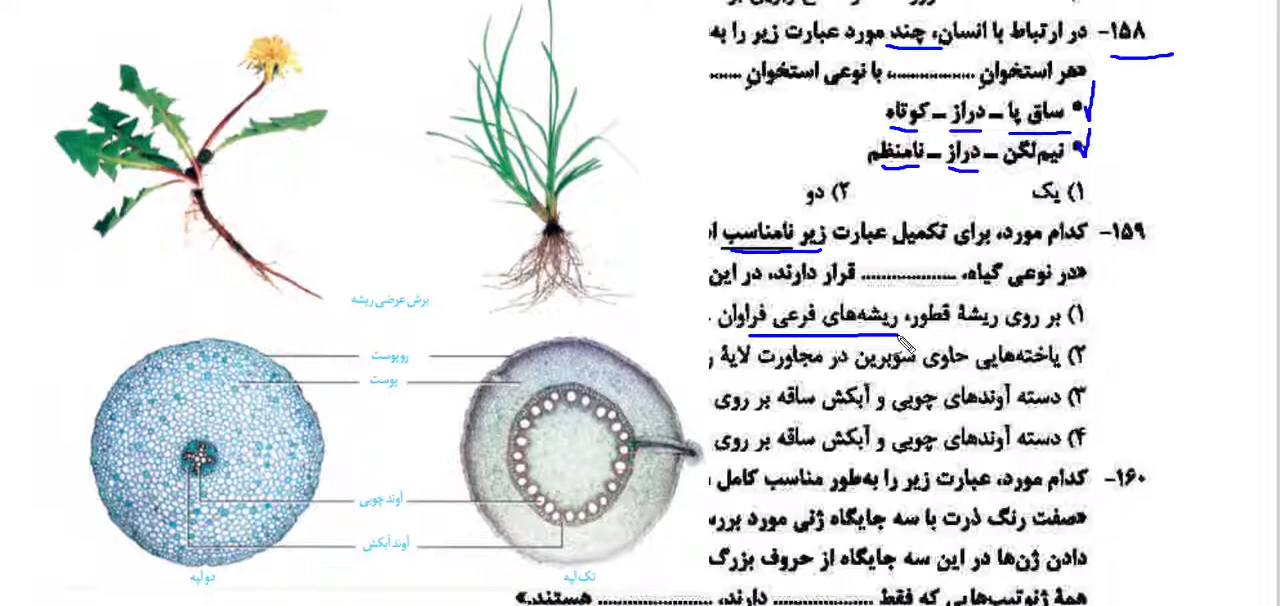 ۱۵۸- در ارتباط با انسان، چند مورد عبارت زیر را به
«هر استخوان ................، با نوعی استخوان ......
• ساق پا – دراز – کوتاه
• نیم‌لگن – دراز – نامنظم
۱) یک ۲) دو
۱۵۹- کدام مورد، برای تکمیل عبارت زیر نامناسب
«در نوعی گیاه، ................ قرار دارند، در این
۱) بر روی ریشهٔ قطور، ریشه‌های فرعی فراوان
۲) یاخته‌هایی حاوی سوبرین در مجاورت لایهٔ
۳) دسته آوندهای چوبی و آبکش ساقه بر روی
۴) دسته آوندهای چوبی و آبکش ساقه بر روی
۱۶۰- کدام مورد، عبارت زیر را به‌طور مناسب کامل
«صفت رنگ ذرت با سه جایگاه ژنی مورد
دادن ژن‌ها در این سه جایگاه از حروف بزرگ
همهٔ ژنوتیپ‌هایی که فقط ................ دارند، ................ هستند.»
برش عرضی ریشه
روپوست
پوست
آوند چوبی
آوند آبکش
دولپه
تک‌لپه